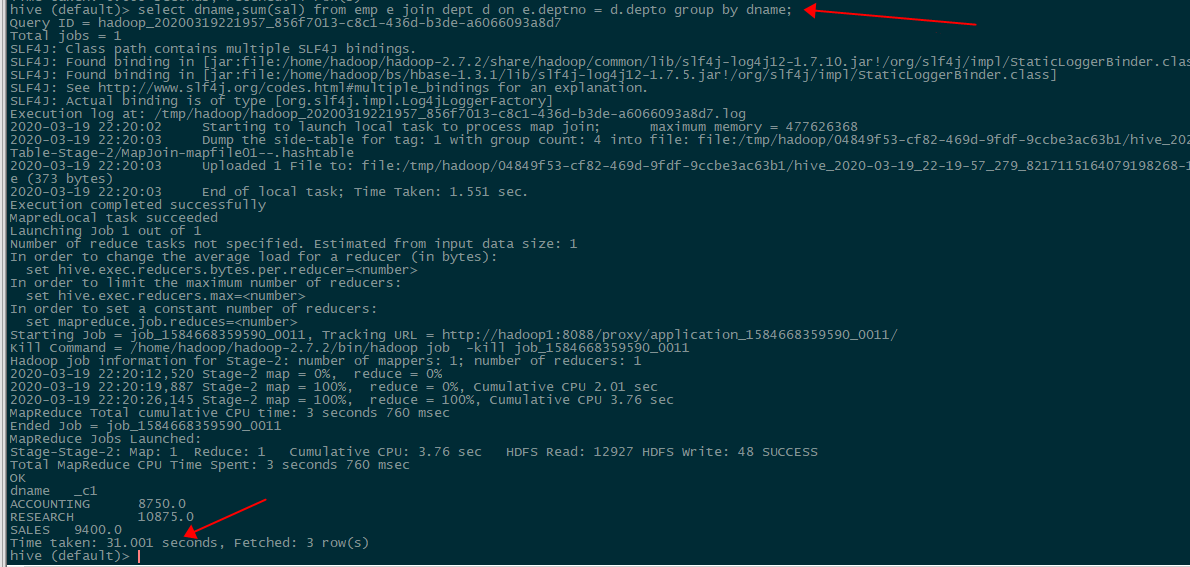 hive (default)> select dname,sum(sal) from emp e join dept d on e.deptno = d.depto group by dname;
Query ID = hadoop_20200319221957_856f7013-c8c1-436d-b3de-a6066093a8d7
Total jobs = 1
SLF4J: Class path contains multiple SLF4J bindings.
SLF4J: Found binding in [jar:file:/home/hadoop/hadoop-2.7.2/share/hadoop/common/lib/slf4j-log4j12-1.7.10.jar!/org/slf4j/impl/StaticLoggerBinder.clas
SLF4J: Found binding in [jar:file:/home/hadoop/bs/hbase-1.3.1/lib/slf4j-log4j12-1.7.5.jar!/org/slf4j/impl/StaticLoggerBinder.class]
SLF4J: See http://www.slf4j.org/codes.html#multiple_bindings for an explanation.
SLF4J: Actual binding is of type [org.slf4j.impl.Log4jLoggerFactory]
Execution log at: /tmp/hadoop/hadoop_20200319221957_856f7013-c8c1-436d-b3de-a6066093a8d7.log
2020-03-19 22:20:02 Starting to launch local task to process map join; maximum memory = 477626368
2020-03-19 22:20:03 Dump the side-table for tag: 1 with group count: 4 into file: file:/tmp/hadoop/04849f53-cf82-469d-9fdf-9ccbe3ac63b1/hive_2020
Table-Stage-2/MapJoin-mapfile01--.hashtable
2020-03-19 22:20:03 Uploaded 1 File to: file:/tmp/hadoop/04849f53-cf82-469d-9fdf-9ccbe3ac63b1/hive_2020-03-19_22-19-57_279_8217115164079198268-1
e (373 bytes)
2020-03-19 22:20:03 End of local task; Time Taken: 1.551 sec.
Execution completed successfully
MapredLocal task succeeded
Launching Job 1 out of 1
Number of reduce tasks not specified. Estimated from input data size: 1
In order to change the average load for a reducer (in bytes):
set hive.exec.reducers.bytes.per.reducer=<number>
In order to limit the maximum number of reducers:
set hive.exec.reducers.max=<number>
In order to set a constant number of reducers:
set mapreduce.job.reduces=<number>
Starting Job = job_1584668359590_0011, Tracking URL = http://hadoop1:8088/proxy/application_1584668359590_0011/
Kill Command = /home/hadoop/hadoop-2.7.2/bin/hadoop job -kill job_1584668359590_0011
Hadoop job information for Stage-2: number of mappers: 1; number of reducers: 1
2020-03-19 22:20:12,520 Stage-2 map = 0%, reduce = 0%
2020-03-19 22:20:19,887 Stage-2 map = 100%, reduce = 0%, Cumulative CPU 2.01 sec
2020-03-19 22:20:26,145 Stage-2 map = 100%, reduce = 100%, Cumulative CPU 3.76 sec
MapReduce Total cumulative CPU time: 3 seconds 760 msec
Ended Job = job_1584668359590_0011
MapReduce Jobs Launched:
Stage-Stage-2: Map: 1 Reduce: 1 Cumulative CPU: 3.76 sec HDFS Read: 12927 HDFS Write: 48 SUCCESS
Total MapReduce CPU Time Spent: 3 seconds 760 msec
OK
dname _c1
ACCOUNTING 8750.0
RESEARCH 10875.0
SALES 9400.0
Time taken: 31.001 seconds, Fetched: 3 row(s)
hive (default)>